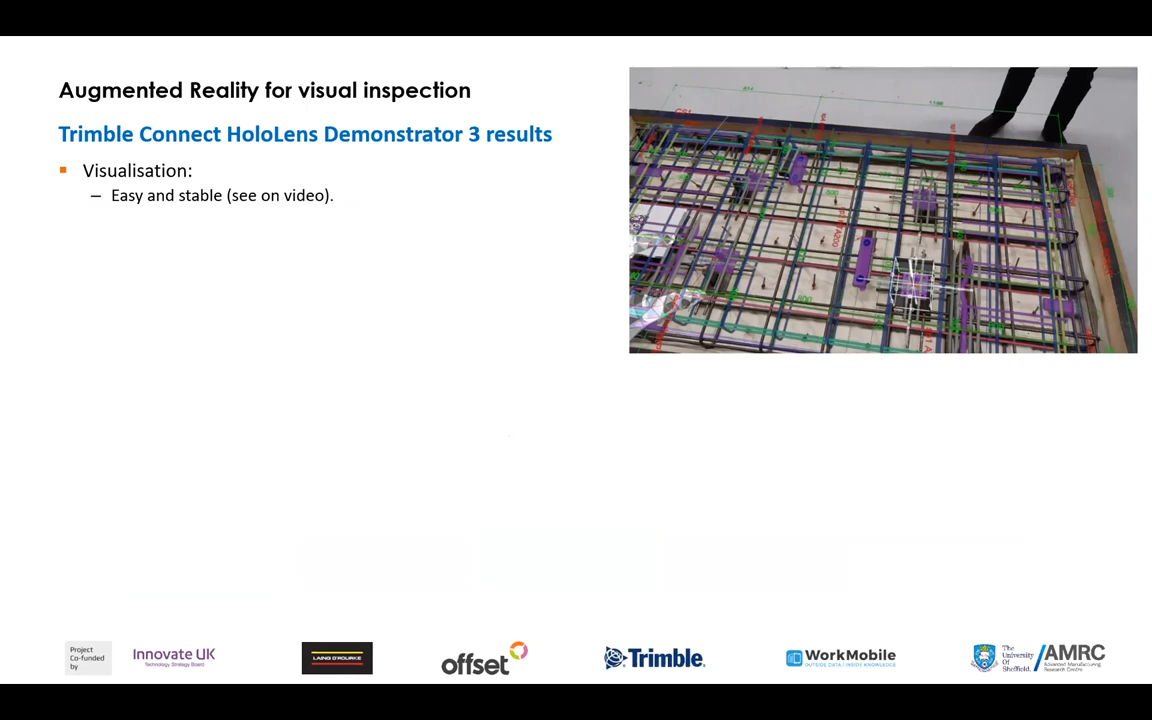 Augmented Reality for visual inspection
Trimble Connect HoloLens Demonstrator 3 results
Visualisation:
– Easy and stable (see on video).
Project
Co-funded
by
Innovate UK
Technology Strategy Board
LAING O'ROURKE
offset
Trimble
WorkMobile
OUTSIDE DATA | INSIDE KNOWLEDGE
The
University
Of
Sheffield.
AMRC
Advanced Manufacturing
Research Centre